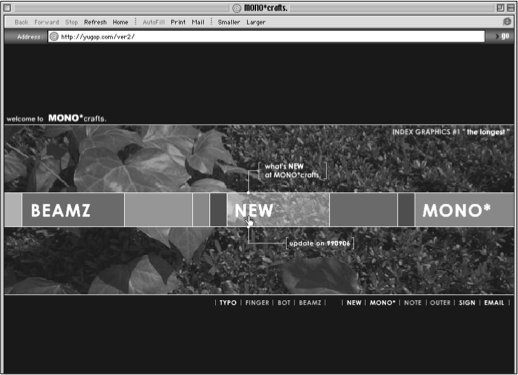 MONO*crafts.
Back Forward Stop Refresh Home AutoFill Print Mail Smaller Larger
Address: http://yugop.com/ver2/ go
welcome to MONO*crafts.
INDEX GRAPHICS #1 " the longest "
what's NEW
at MONO*crafts.
BEAMZ NEW MONO*
update on 990906
| TYPO | FINGER | BOT | BEAMZ | | NEW | MONO* | NOTE | OUTER | SIGN | EMAIL |